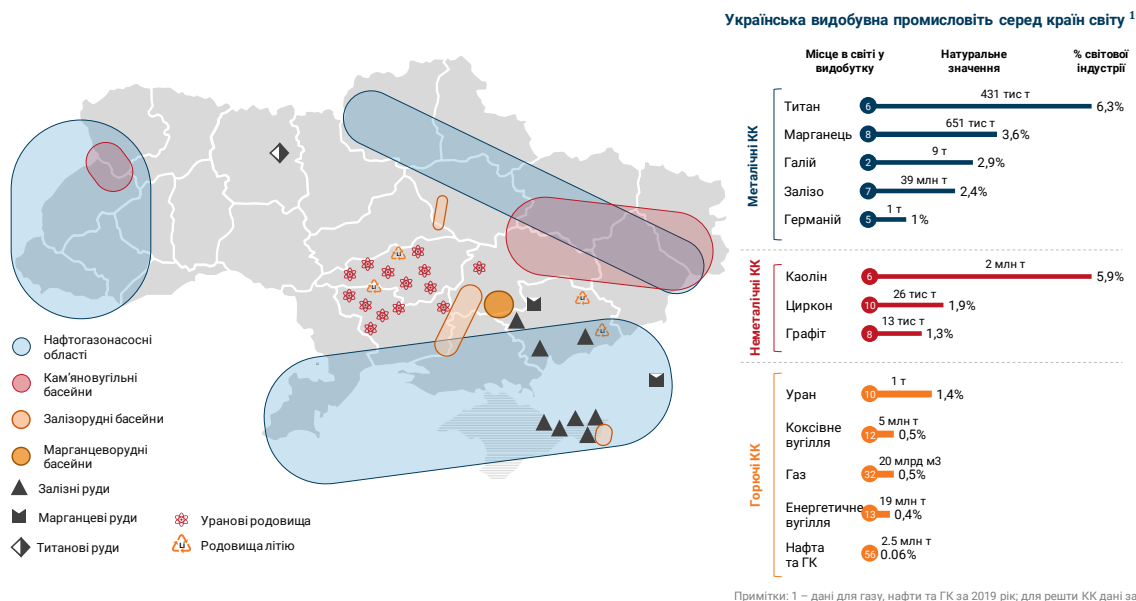 Українська видобувна промисловіть серед країн світу 1
Місце в світі у
видобутку
Натуральне
значення
% світової
індустрії
Металічні КК
431 тис т
Титан 6 6,3%
651 тис т
Марганець 8 3,6%
9 т
Галій 2 2,9%
39 млн т
Залізо 7 2,4%
1 т
Германій 5 1%
Неметалічні КК
2 млн т
Каолін 6 5,9%
26 тис т
Циркон 10 1,9%
13 тис т
Графіт 8 1,3%
Горючі КК
1 т
Уран 10 1,4%
5 млн т
Коксівне
вугілля
12 0,5%
20 млрд м3
Газ 32 0,5%
19 млн т
Енергетичне
вугілля
13 0,4%
2.5 млн т
Нафта
та ГК
56 0.06%
Нафтогазонасосні
області
Кам’яновугільні
басейни
Залізорудні басейни
Марганцеворудні
басейни
Залізні руди
Марганцеві руди
Титанові руди
Уранові родовища
Родовища літію
Li
Li
Li
Li
Li
Примітки: 1 – дані для газу, нафти та ГК за 2019 рік; для решти КК дані за